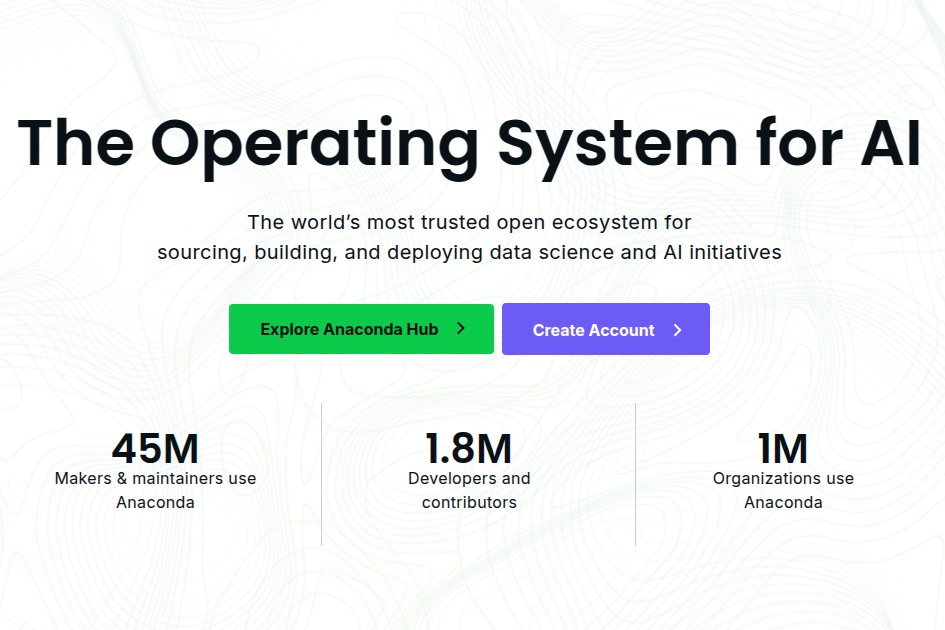 The Operating System for AI
The world’s most trusted open ecosystem for
sourcing, building, and deploying data science and AI initiatives
Explore Anaconda Hub
Create Account
45M
Makers & maintainers use
Anaconda
1.8M
Developers and
contributors
1M
Organizations use
Anaconda